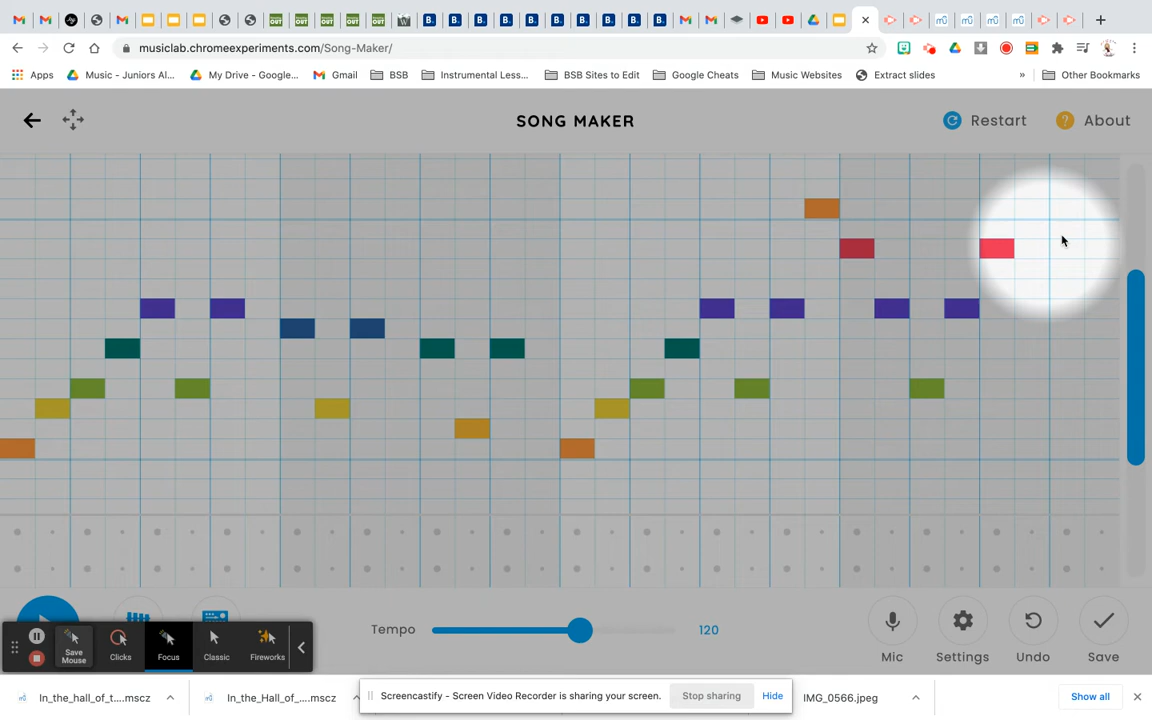 musiclab.chromeexperiments.com/Song-Maker/
Apps Music - Juniors Al... My Drive - Google... Gmail BSB Instrumental Less... BSB Sites to Edit Google Cheats Music Websites Extract slides » Other Bookmarks
SONG MAKER Restart ? About
Save Mouse Clicks Focus Classic Fireworks
Tempo 120
Mic Settings Undo Save
In_the_hall_of_t....mscz In_the_Hall_of_....mscz Screencastify - Screen Video Recorder is sharing your screen. Stop sharing Hide IMG_0566.jpeg Show all